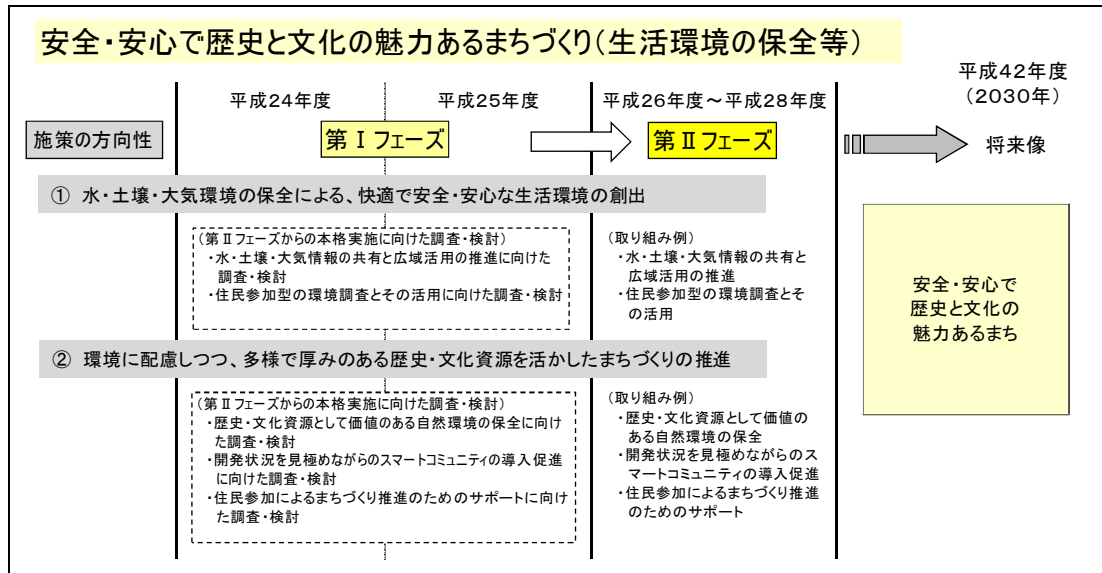 安全・安心で歴史と文化の魅力あるまちづくり（生活環境の保全等）
平成24年度
平成25年度
平成26年度～平成28年度
平成42年度
（2030年）
施策の方向性
第Ⅰフェーズ
第Ⅱフェーズ
将来像
① 水・土壌・大気環境の保全による、快適で安全・安心な生活環境の創出
（第Ⅱフェーズからの本格実施に向けた調査・検討）
・水・土壌・大気情報の共有と広域活用の推進に向けた
調査・検討
・住民参加型の環境調査とその活用に向けた調査・検討
（取り組み例）
・水・土壌・大気情報の共有と
広域活用の推進
・住民参加型の環境調査とそ
の活用
安全・安心で
歴史と文化の
魅力あるまち
② 環境に配慮しつつ、多様で厚みのある歴史・文化資源を活かしたまちづくりの推進
（第Ⅱフェーズからの本格実施に向けた調査・検討）
・歴史・文化資源として価値のある自然環境の保全に向け
た調査・検討
・開発状況を見極めながらのスマートコミュニティの導入促進
に向けた調査・検討
・住民参加によるまちづくり推進のためのサポートに向け
た調査・検討
（取り組み例）
・歴史・文化資源として価値の
ある自然環境の保全
・開発状況を見極めながらのス
マートコミュニティの導入促進
・住民参加によるまちづくり推進
のためのサポート